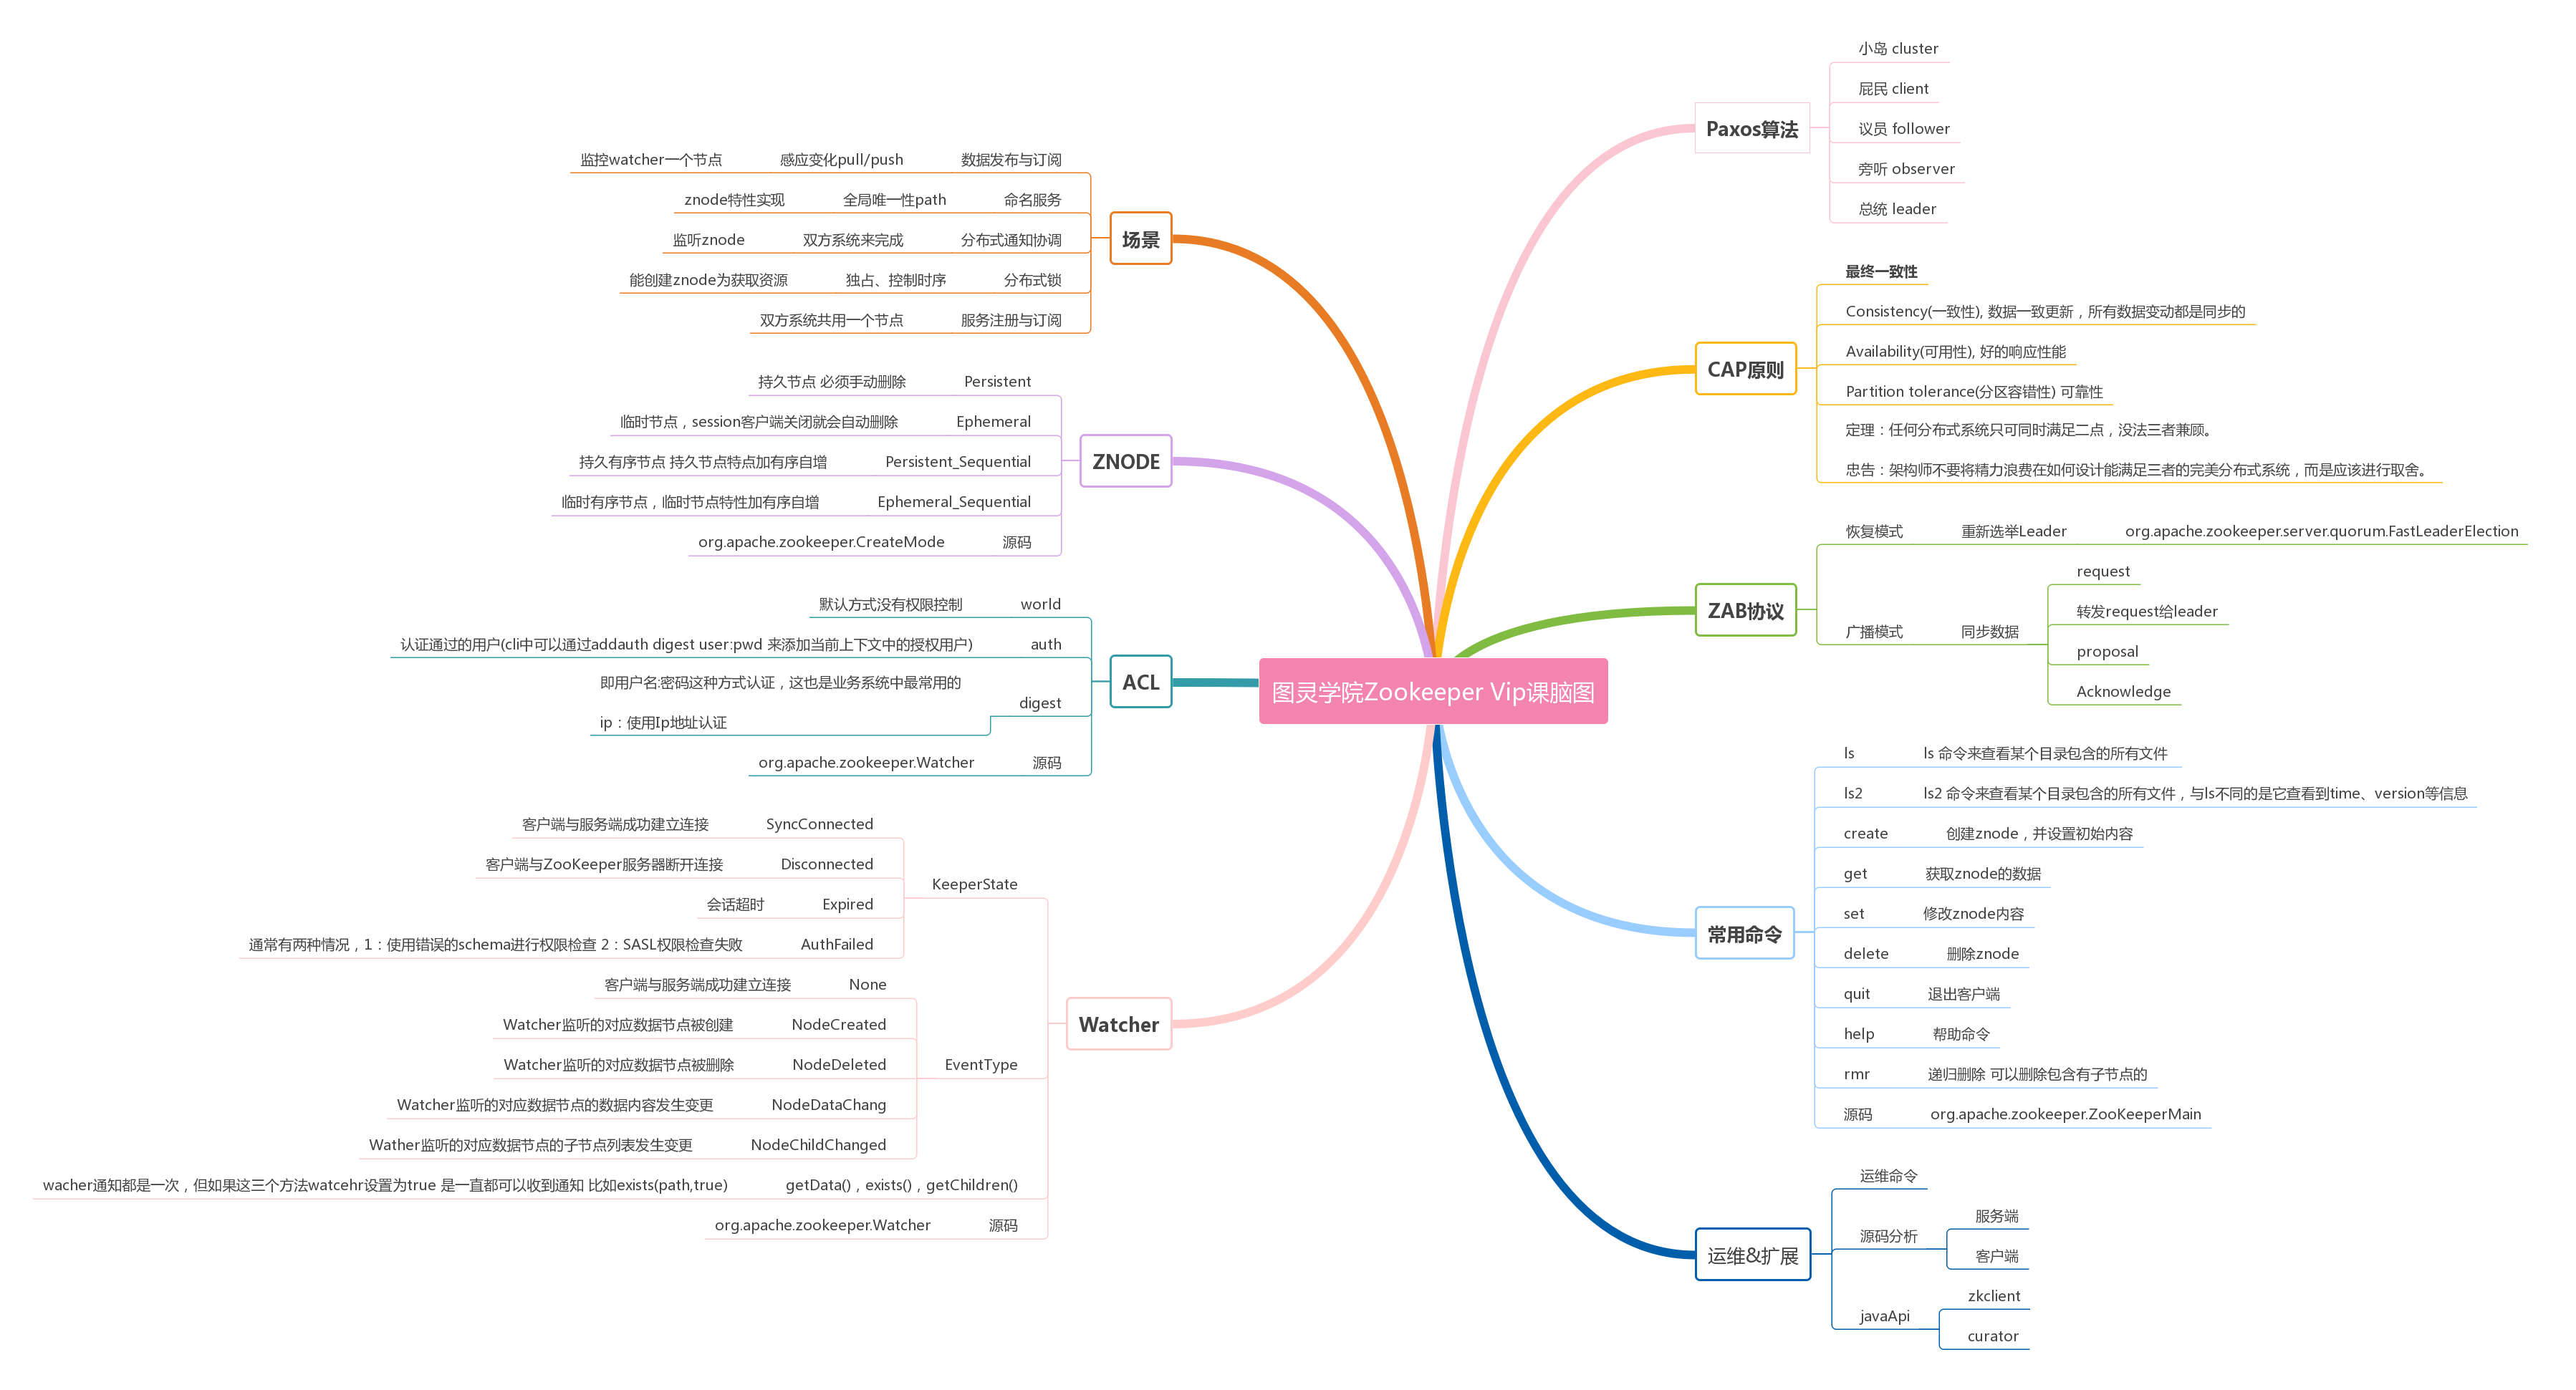 图灵学院Zookeeper Vip课脑图
Paxos算法
小岛 cluster
屁民 client
议员 follower
旁听 observer
总统 leader
CAP原则
最终一致性
Consistency(一致性), 数据一致更新，所有数据变动都是同步的
Availability(可用性), 好的响应性能
Partition tolerance(分区容错性) 可靠性
定理：任何分布式系统只可同时满足二点，没法三者兼顾。
忠告：架构师不要将精力浪费在如何设计能满足三者的完美分布式系统，而是应该进行取舍。
ZAB协议
恢复模式 重新选举Leader org.apache.zookeeper.server.quorum.FastLeaderElection
广播模式 同步数据
request
转发request给leader
proposal
Acknowledge
常用命令
ls ls 命令来查看某个目录包含的所有文件
ls2 ls2 命令来查看某个目录包含的所有文件，与ls不同的是它查看到time、version等信息
create 创建znode，并设置初始内容
get 获取znode的数据
set 修改znode内容
delete 删除znode
quit 退出客户端
help 帮助命令
rmr 递归删除 可以删除包含有子节点的
源码 org.apache.zookeeper.ZooKeeperMain
运维&扩展
运维命令
源码分析
服务端
客户端
javaApi
zkclient
curator
场景
监控watcher一个节点 感应变化pull/push 数据发布与订阅
znode特性实现 全局唯一性path 命名服务
监听znode 双方系统来完成 分布式通知协调
能创建znode为获取资源 独占、控制时序 分布式锁
双方系统共用一个节点 服务注册与订阅
ZNODE
持久节点 必须手动删除 Persistent
临时节点，session客户端关闭就会自动删除 Ephemeral
持久有序节点 持久节点特点加有序自增 Persistent_Sequential
临时有序节点，临时节点特性加有序自增 Ephemeral_Sequential
org.apache.zookeeper.CreateMode 源码
ACL
默认方式没有权限控制 world
认证通过的用户(cli中可以通过addauth digest user:pwd 来添加当前上下文中的授权用户) auth
即用户名:密码这种方式认证，这也是业务系统中最常用的
digest
ip：使用Ip地址认证
org.apache.zookeeper.Watcher 源码
Watcher
KeeperState
客户端与服务端成功建立连接 SyncConnected
客户端与ZooKeeper服务器断开连接 Disconnected
会话超时 Expired
通常有两种情况，1：使用错误的schema进行权限检查 2：SASL权限检查失败 AuthFailed
EventType
客户端与服务端成功建立连接 None
Watcher监听的对应数据节点被创建 NodeCreated
Watcher监听的对应数据节点被删除 NodeDeleted
Watcher监听的对应数据节点的数据内容发生变更 NodeDataChang
Wather监听的对应数据节点的子节点列表发生变更 NodeChildChanged
wacher通知都是一次，但如果这三个方法watcehr设置为true 是一直都可以收到通知 比如exists(path,true) getData()，exists()，getChildren()
org.apache.zookeeper.Watcher 源码